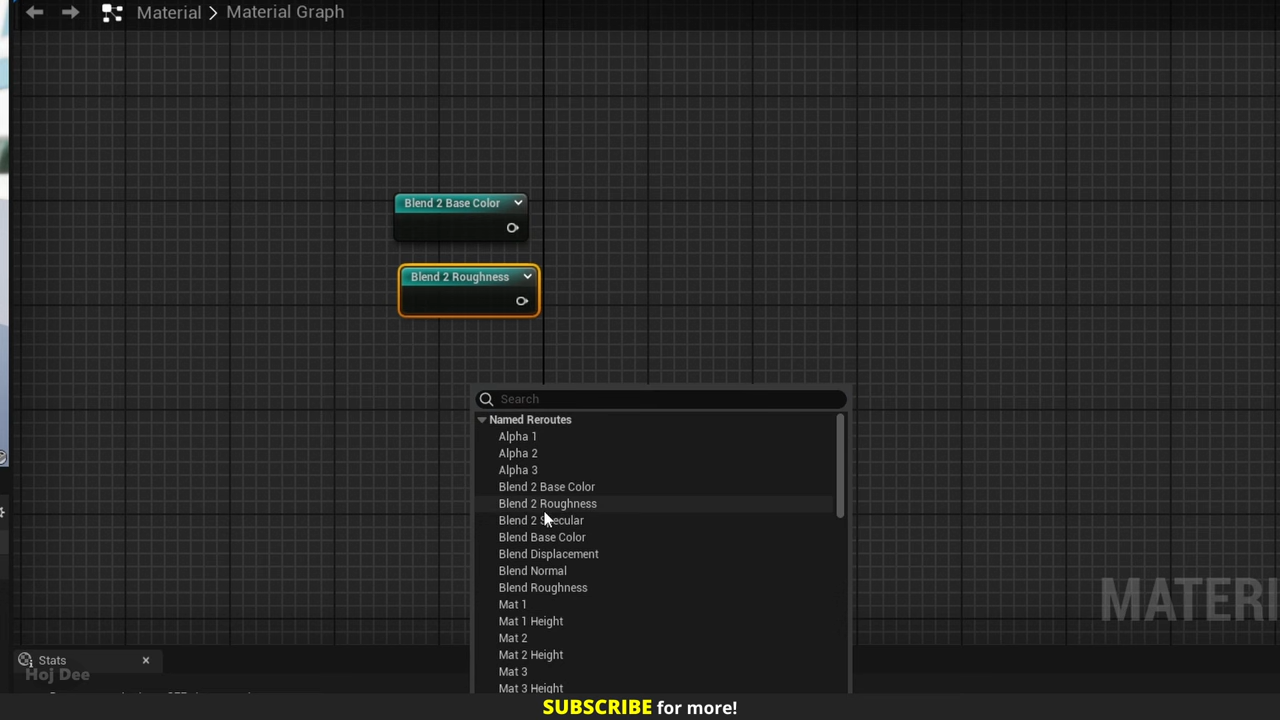 Material > Material Graph
Blend 2 Base Color
Blend 2 Roughness
Search
Named Reroutes
Alpha 1
Alpha 2
Alpha 3
Blend 2 Base Color
Blend 2 Roughness
Blend 2 Specular
Blend Base Color
Blend Displacement
Blend Normal
Blend Roughness
Mat 1
Mat 1 Height
Mat 2
Mat 2 Height
Mat 3
Mat 3 Height
MATERI
Stats
Hoj Dee
SUBSCRIBE for more!